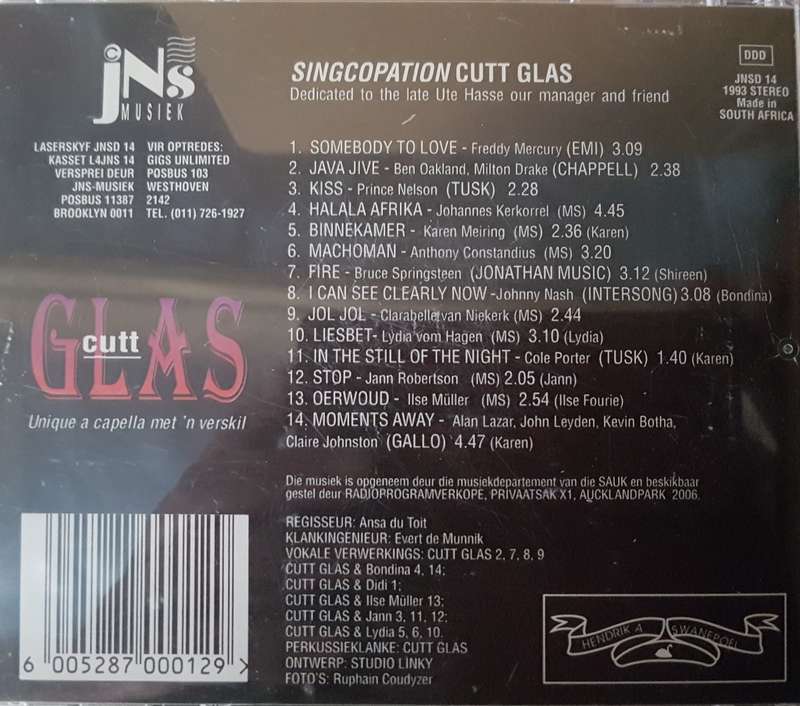 © JNS
MUSIEK
LASERSKYF JNSD 14
KASSET L4JNS 14
VERSPREI DEUR
JNS-MUSIEK
POSBUS 11387
BROOKLYN 0011
VIR OPTREDES:
GIGS UNLIMITED
POSBUS 103
WESTHOVEN
2142
TEL. (011) 726-1927
SINGCOPATION CUTT GLAS
Dedicated to the late Ute Hasse our manager and friend
DDD
JNSD 14
1993 STEREO
Made in
SOUTH AFRICA
1. SOMEBODY TO LOVE - Freddy Mercury (EMI) 3.09
2. JAVA JIVE - Ben Oakland, Milton Drake (CHAPPELL) 2.38
3. KISS - Prince Nelson (TUSK) 2.28
4. HALALA AFRIKA - Johannes Kerkorrel (MS) 4.45
5. BINNEKAMER - Karen Meiring (MS) 2.36 (Karen)
6. MACHOMAN - Anthony Constandius (MS) 3.20
7. FIRE - Bruce Springsteen (JONATHAN MUSIC) 3.12 (Shireen)
8. I CAN SEE CLEARLY NOW - Johnny Nash (INTERSONG) 3.08 (Bondina)
9. JOL JOL - Clarabelle van Niekerk (MS) 2.44
10. LIESBET - Lydia vom Hagen (MS) 3.10 (Lydia)
11. IN THE STILL OF THE NIGHT - Cole Porter (TUSK) 1.40 (Karen)
12. STOP - Jann Robertson (MS) 2.05 (Jann)
13. OERWOUD - Ilse Müller (MS) 2.54 (Ilse Fourie)
14. MOMENTS AWAY - Alan Lazar, John Leyden, Kevin Botha,
Claire Johnston (GALLO) 4.47 (Karen)
cutt
GLAS
Unique a capella met 'n verskil
Die musiek is opgeneem deur die musiekdepartement van die SAUK en beskikbaar
gestel deur RADIOPROGRAMVERKOPE, PRIVAATSAK X1, AUCKLANDPARK 2006.
REGISSEUR: Ansa du Toit
KLANKINGENIEUR: Evert de Munnik
VOKALE VERWERKINGS: CUTT GLAS 2, 7, 8, 9
CUTT GLAS & Bondina 4, 14;
CUTT GLAS & Didi 1;
CUTT GLAS & Ilse Müller 13;
CUTT GLAS & Jann 3, 11, 12;
CUTT GLAS & Lydia 5, 6, 10.
PERKUSSIEKLANKE: CUTT GLAS
ONTWERP: STUDIO LINKY
FOTO'S: Ruphain Coudyzer
6 005287 000129 >
HENDRIK A SWANEPOEL